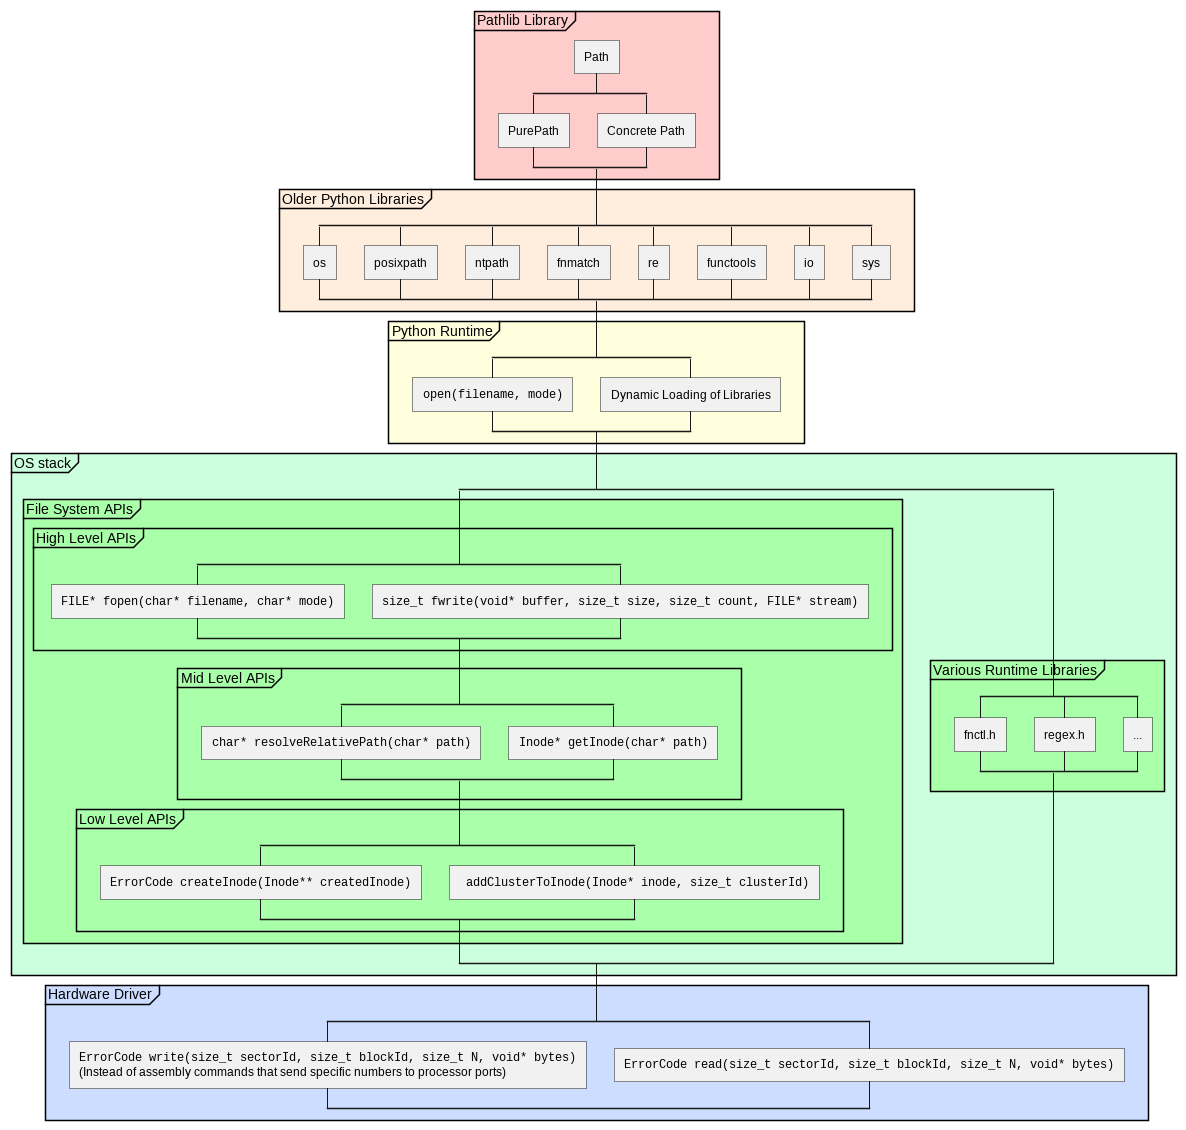 Pathlib Library
Path
PurePath
Concrete Path
Older Python Libraries
os
posixpath
ntpath
fnmatch
re
functools
io
sys
Python Runtime
open(filename, mode)
Dynamic Loading of Libraries
OS stack
File System APIs
High Level APIs
FILE* fopen(char* filename, char* mode)
size_t fwrite(void* buffer, size_t size, size_t count, FILE* stream)
Mid Level APIs
char* resolveRelativePath(char* path)
Inode* getInode(char* path)
Low Level APIs
ErrorCode createInode(Inode** createdInode)
addClusterToInode(Inode* inode, size_t clusterId)
Various Runtime Libraries
fnctl.h
regex.h
...
Hardware Driver
ErrorCode write(size_t sectorId, size_t blockId, size_t N, void* bytes)
(Instead of assembly commands that send specific numbers to processor ports)
ErrorCode read(size_t sectorId, size_t blockId, size_t N, void* bytes)